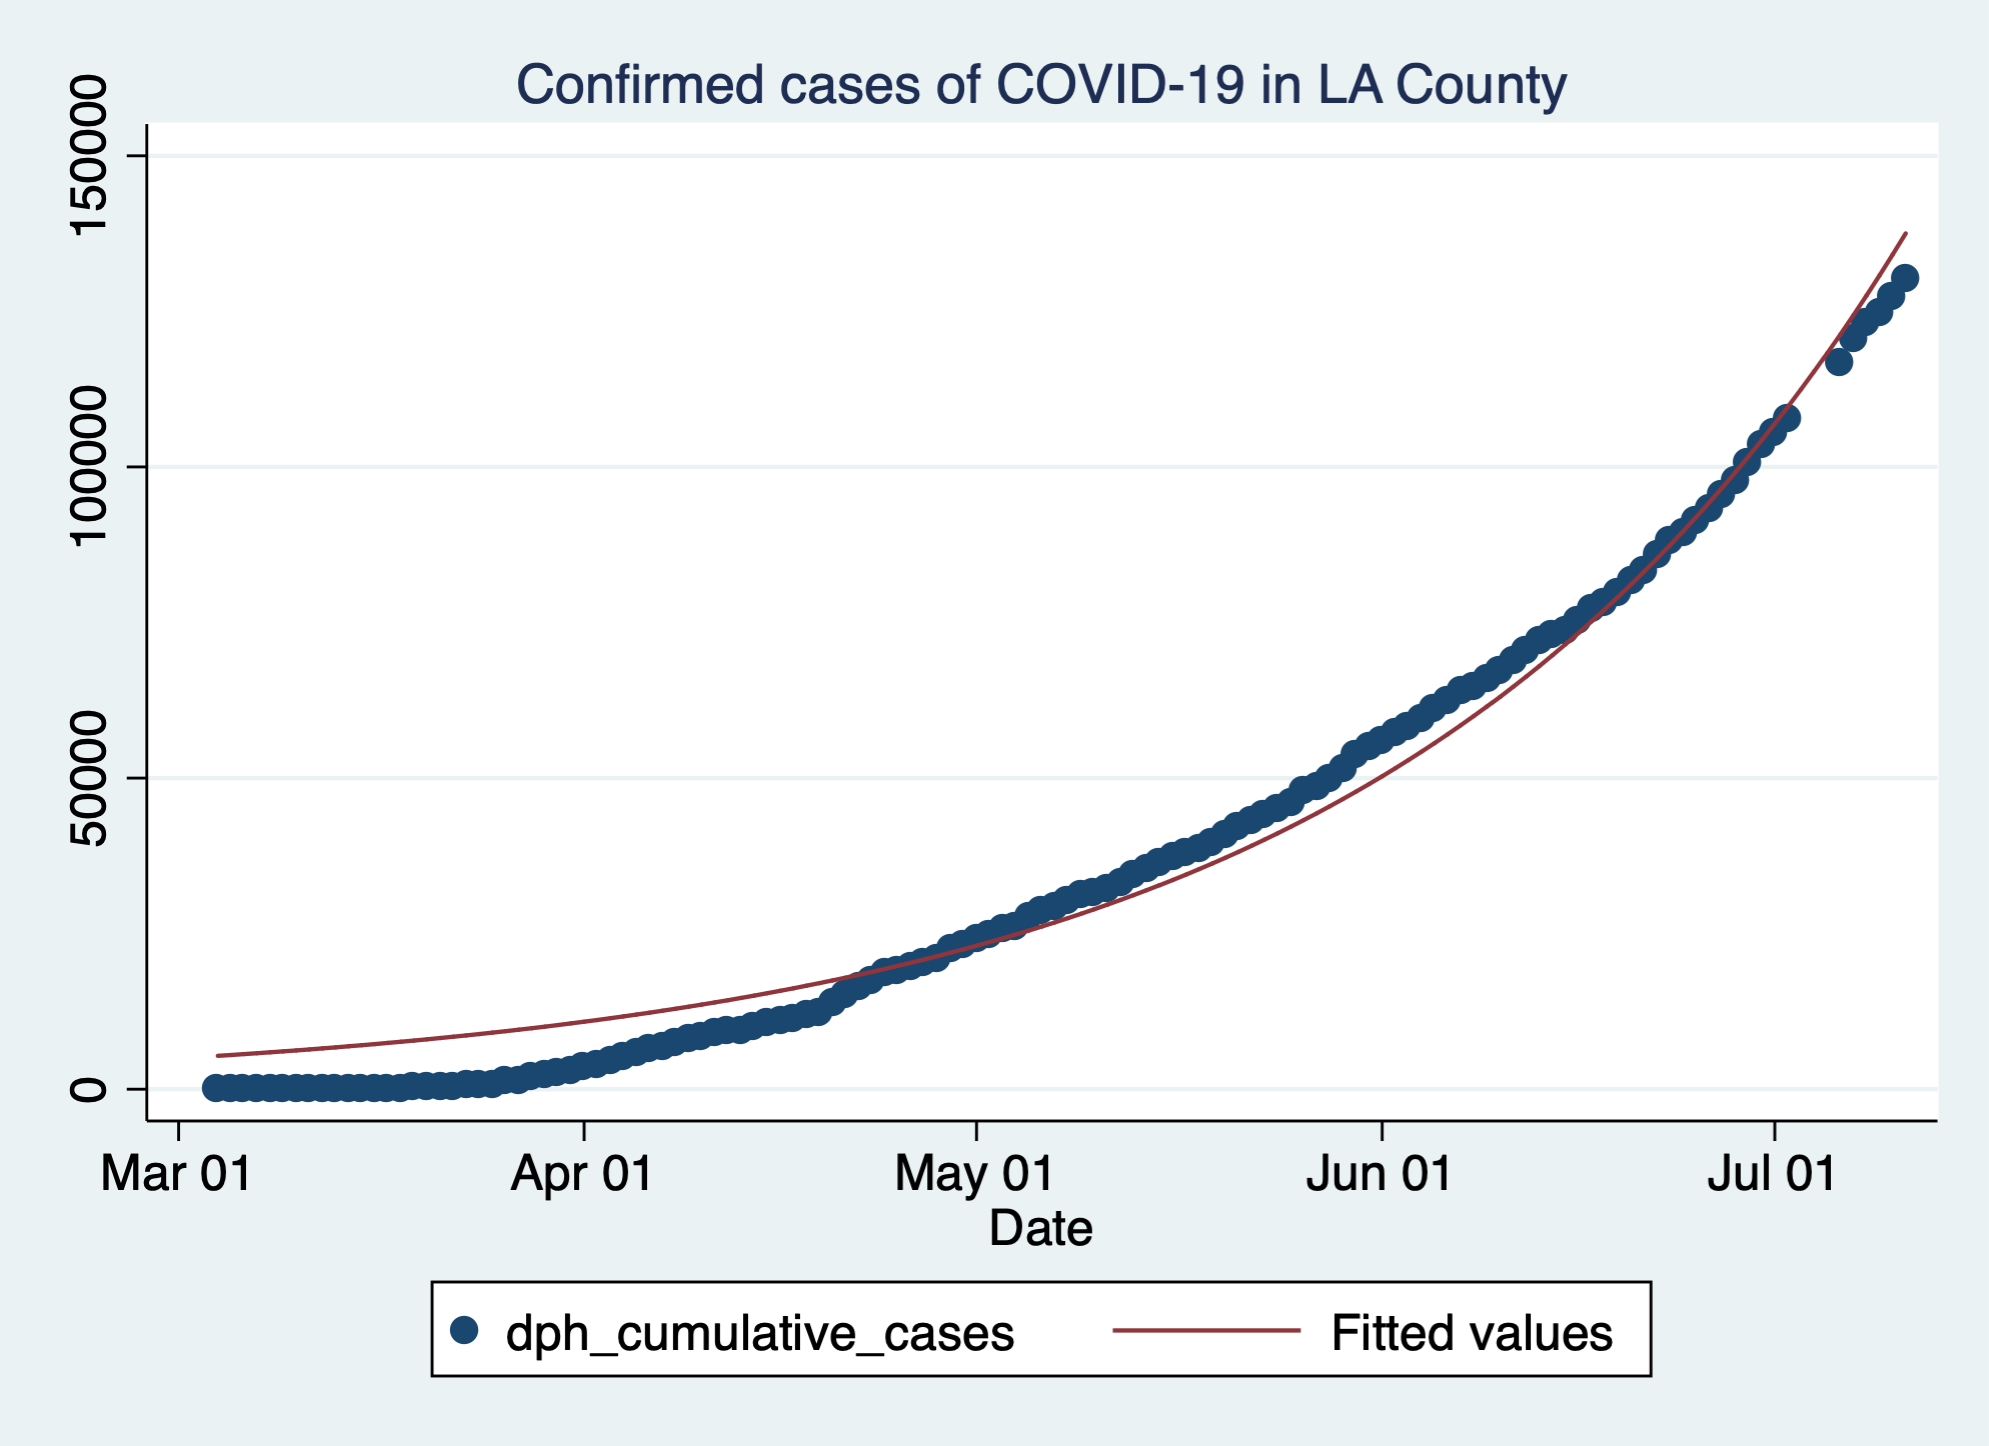 Confirmed cases of COVID-19 in LA County
150000
100000
50000
0
Mar 01 Apr 01 May 01 Jun 01 Jul 01
Date
dph_cumulative_cases Fitted values